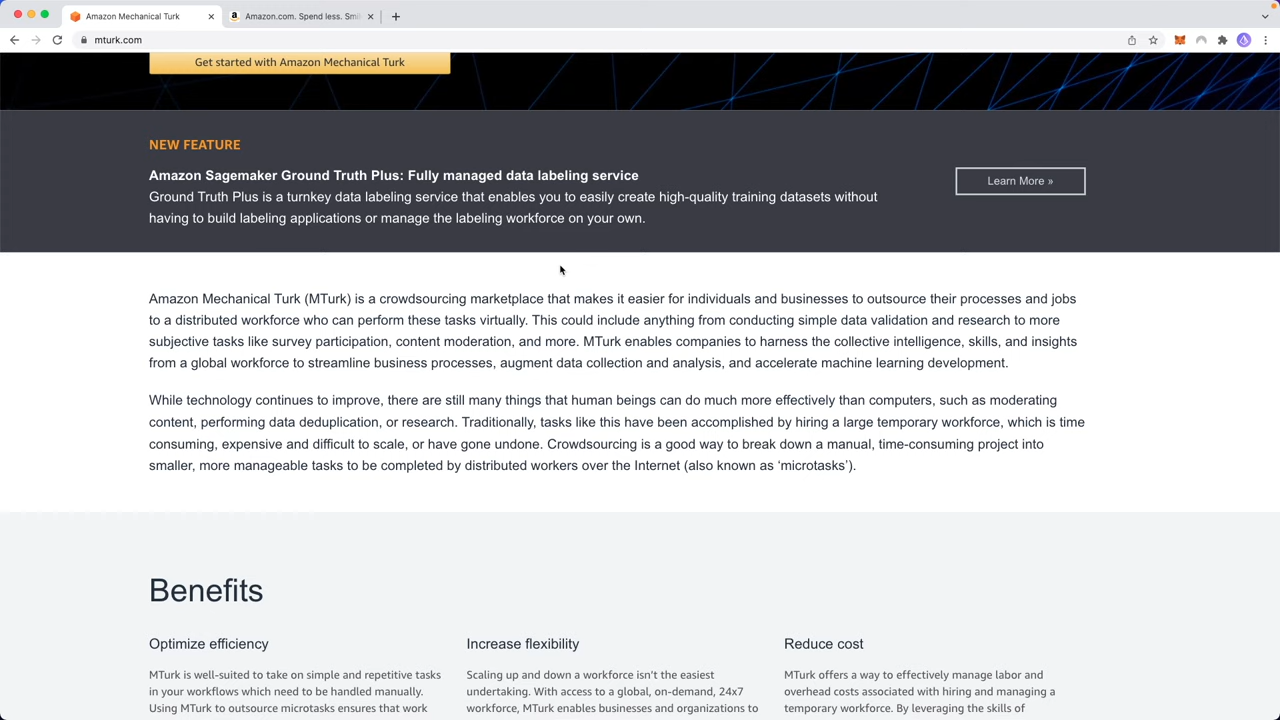 Amazon Mechanical Turk
Amazon.com. Spend less. Smi
mturk.com
Get started with Amazon Mechanical Turk
NEW FEATURE
Amazon Sagemaker Ground Truth Plus: Fully managed data labeling service
Ground Truth Plus is a turnkey data labeling service that enables you to easily create high-quality training datasets without
having to build labeling applications or manage the labeling workforce on your own.
Learn More »
Amazon Mechanical Turk (MTurk) is a crowdsourcing marketplace that makes it easier for individuals and businesses to outsource their processes and jobs
to a distributed workforce who can perform these tasks virtually. This could include anything from conducting simple data validation and research to more
subjective tasks like survey participation, content moderation, and more. MTurk enables companies to harness the collective intelligence, skills, and insights
from a global workforce to streamline business processes, augment data collection and analysis, and accelerate machine learning development.
While technology continues to improve, there are still many things that human beings can do much more effectively than computers, such as moderating
content, performing data deduplication, or research. Traditionally, tasks like this have been accomplished by hiring a large temporary workforce, which is time
consuming, expensive and difficult to scale, or have gone undone. Crowdsourcing is a good way to break down a manual, time-consuming project into
smaller, more manageable tasks to be completed by distributed workers over the Internet (also known as ‘microtasks’).
Benefits
Optimize efficiency
MTurk is well-suited to take on simple and repetitive tasks
in your workflows which need to be handled manually.
Using MTurk to outsource microtasks ensures that work
Increase flexibility
Scaling up and down a workforce isn't the easiest
undertaking. With access to a global, on-demand, 24x7
workforce, MTurk enables businesses and organizations to
Reduce cost
MTurk offers a way to effectively manage labor and
overhead costs associated with hiring and managing a
temporary workforce. By leveraging the skills of